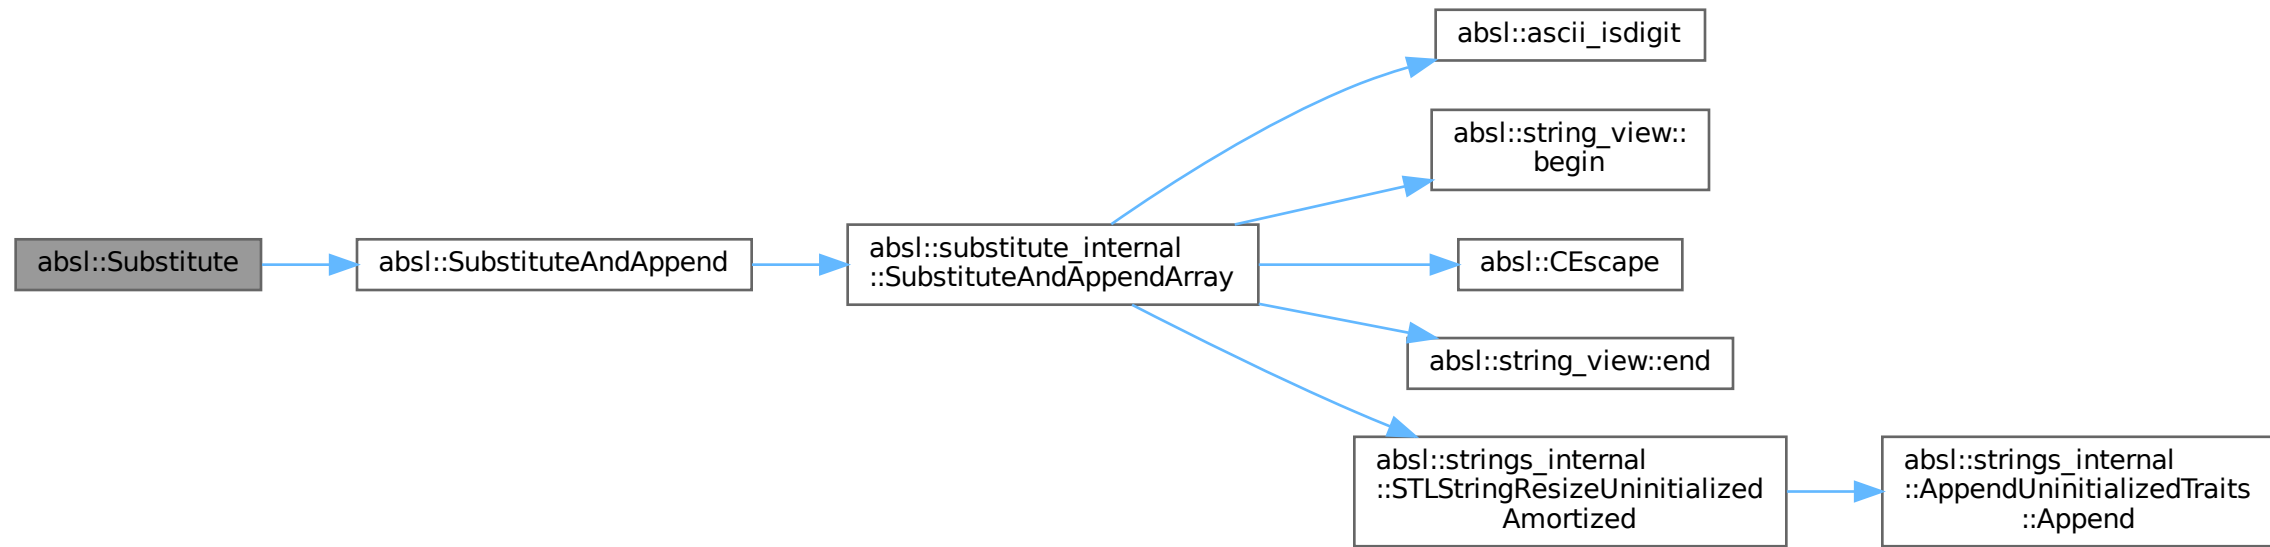 absl::Substitute
absl::SubstituteAndAppend
absl::substitute_internal
::SubstituteAndAppendArray
absl::ascii_isdigit
absl::string_view::
begin
absl::CEscape
absl::string_view::end
absl::strings_internal
::STLStringResizeUninitialized
Amortized
absl::strings_internal
::AppendUninitializedTraits
::Append